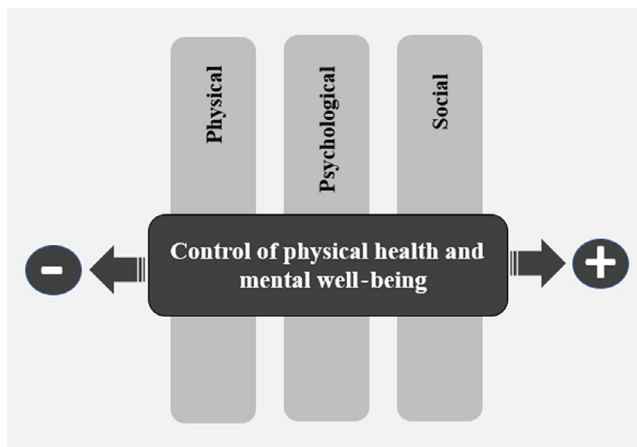 Physical
Psychological
Social
Control of physical health and
mental well-being
-
+